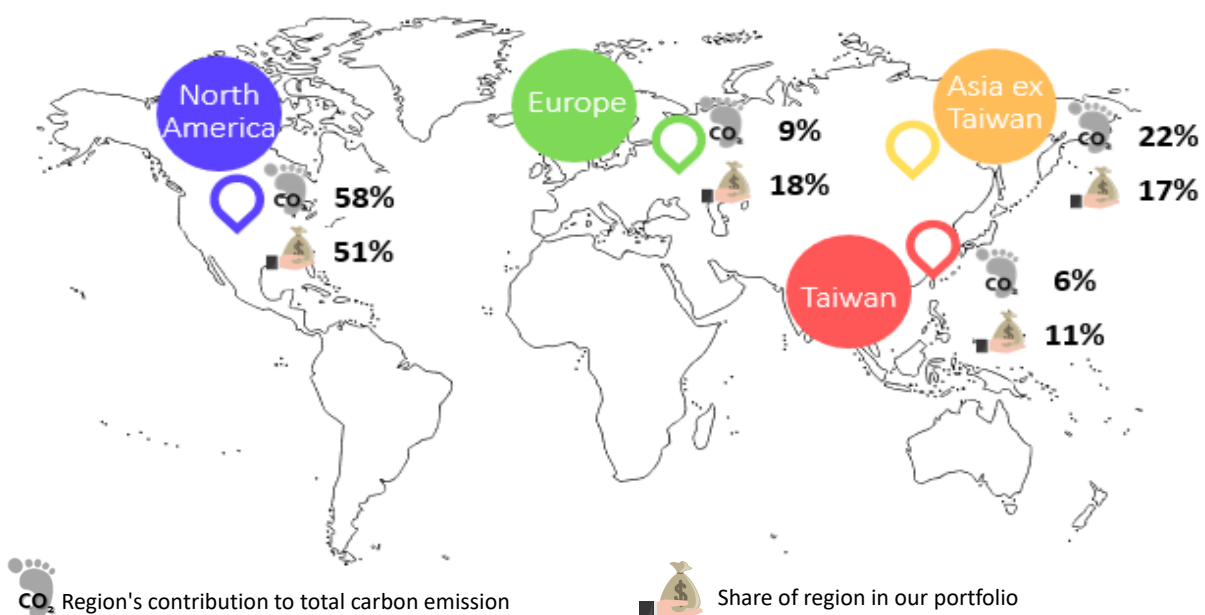 North
America
CO₂
58%
$
51%
Europe
CO₂
9%
$
18%
Asia ex
Taiwan
CO₂
22%
$
17%
Taiwan
CO₂
6%
$
11%
CO₂ Region's contribution to total carbon emission
$ Share of region in our portfolio